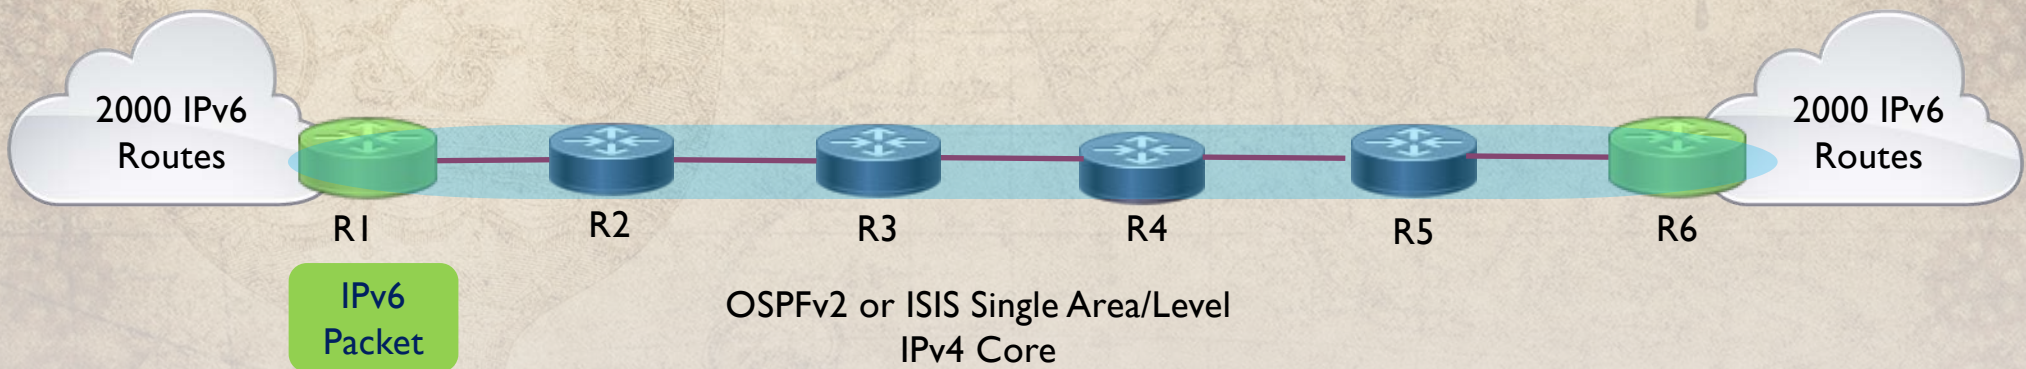 2000 IPv6
Routes
2000 IPv6
Routes
R1
R2
R3
R4
R5
R6
IPv6
Packet
OSPFv2 or ISIS Single Area/Level
IPv4 Core